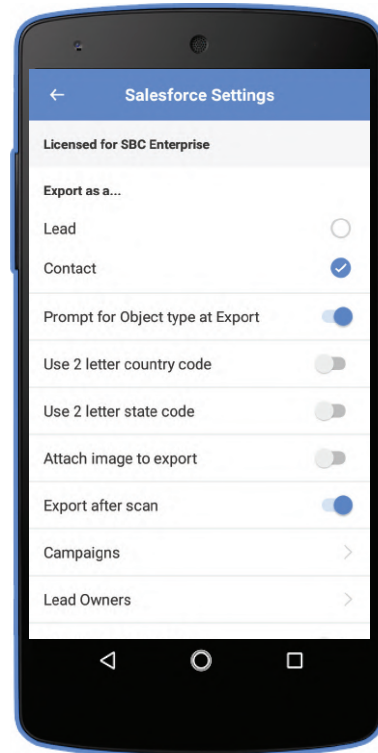 Salesforce Settings
Licensed for SBC Enterprise
Export as a...
Lead
Contact
Prompt for Object type at Export
Use 2 letter country code
Use 2 letter state code
Attach image to export
Export after scan
Campaigns
Lead Owners